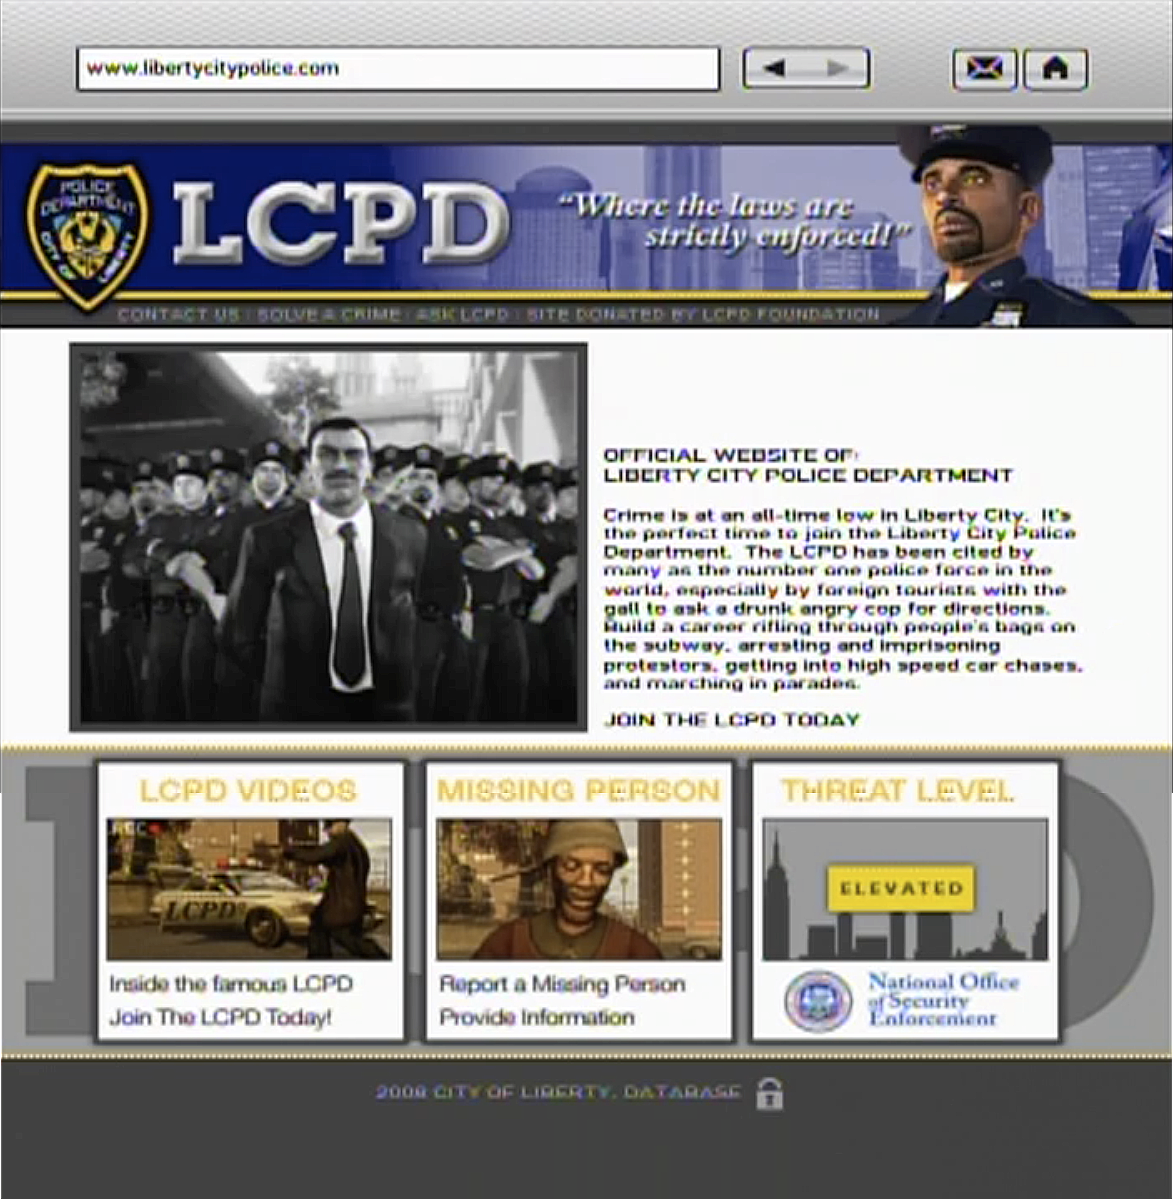 www.libertycitypolice.com
POLICE
DEPARTMENT
CITY OF LIBERTY
LCPD
"Where the laws are
strictly enforced!"
CONTACT US | SOLVE A CRIME | ASK LCPD | SITE DONATED BY LCPD FOUNDATION
OFFICIAL WEBSITE OF:
LIBERTY CITY POLICE DEPARTMENT
Crime is at an all-time low in Liberty City. It's
the perfect time to join the Liberty City Police
Department. The LCPD has been cited by
many as the number one police force in the
world, especially by foreign tourists with the
gall to ask a drunk angry cop for directions.
Build a career rifling through people's bags on
the subway, arresting and imprisoning
protestors, getting into high speed car chases,
and marching in parades.
JOIN THE LCPD TODAY
LCPD VIDEOS
REC
LCPD
Inside the famous LCPD
Join The LCPD Today!
MISSING PERSON
Report a Missing Person
Provide Information
THREAT LEVEL
ELEVATED
National Office
of Security
Enforcement
2008 CITY OF LIBERTY. DATABASE